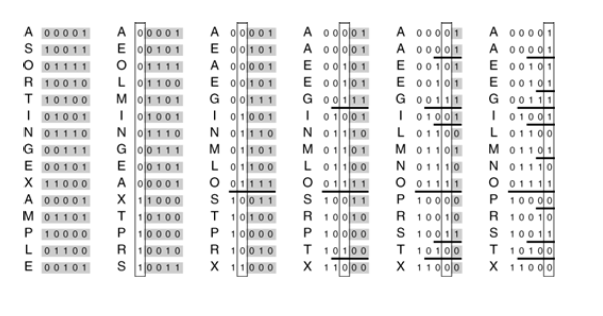 A 00001 A 00001 A 00001 A 00001 A 00001 A 00001
S 10011 E 00101 E 00101 A 00001 A 00001 A 00001
O 01111 O 01111 A 00001 E 00101 E 00101 E 00101
R 10010 L 01100 E 00101 E 00101 E 00101 E 00101
T 10100 M 01101 G 00111 G 00111 G 00111 G 00111
I 01001 I 01001 I 01001 I 01001 I 01001 I 01001
N 01110 N 01110 N 01110 N 01110 L 01100 L 01100
G 00111 G 00111 M 01101 M 01101 M 01101 M 01101
E 00101 E 00101 L 01100 L 01100 N 01110 N 01110
X 11000 A 00001 O 01111 O 01111 O 01111 O 01111
A 00001 X 11000 S 10011 S 10011 P 10000 P 10000
M 01101 T 10100 T 10100 R 10010 R 10010 R 10010
P 10000 P 10000 P 10000 P 10000 S 10011 S 10011
L 01100 R 10010 R 10010 T 10100 T 10100 T 10100
E 00101 S 10011 X 11000 X 11000 X 11000 X 11000